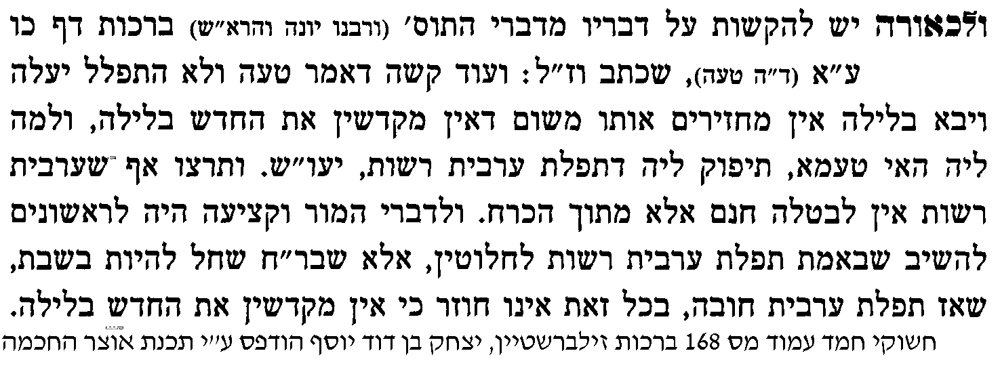 ולכאורה יש להקשות על דבריו מדברי התוס׳ (ורבנו יונה והרא״ש) ברכות דף כו
ע״א (ד״ה טעה), שכתב וז״ל: ועוד קשה דאמר טעה ולא התפלל יעלה
ויבא בלילה אין מחזירים אותו משום דאין מקדשין את החדש בלילה, ולמה
ליה האי טעמא, תיפוק ליה דתפלת ערבית רשות, יעו״ש. ותרצו אף שערבית
רשות אין לבטלה חנם אלא מתוך הכרח. ולדברי המור וקציעה היה לראשונים
להשיב שבאמת תפלת ערבית רשות לחלוטין, אלא שבר״ח שחל להיות בשבת,
שאז תפלת ערבית חובה, בכל זאת אינו חוזר כי אין מקדשין את החדש בלילה.
חשוקי חמד עמוד מס 168 ברכות זילברשטיין, יצחק בן דוד יוסף הודפס ע״י תכנת אוצר החכמה